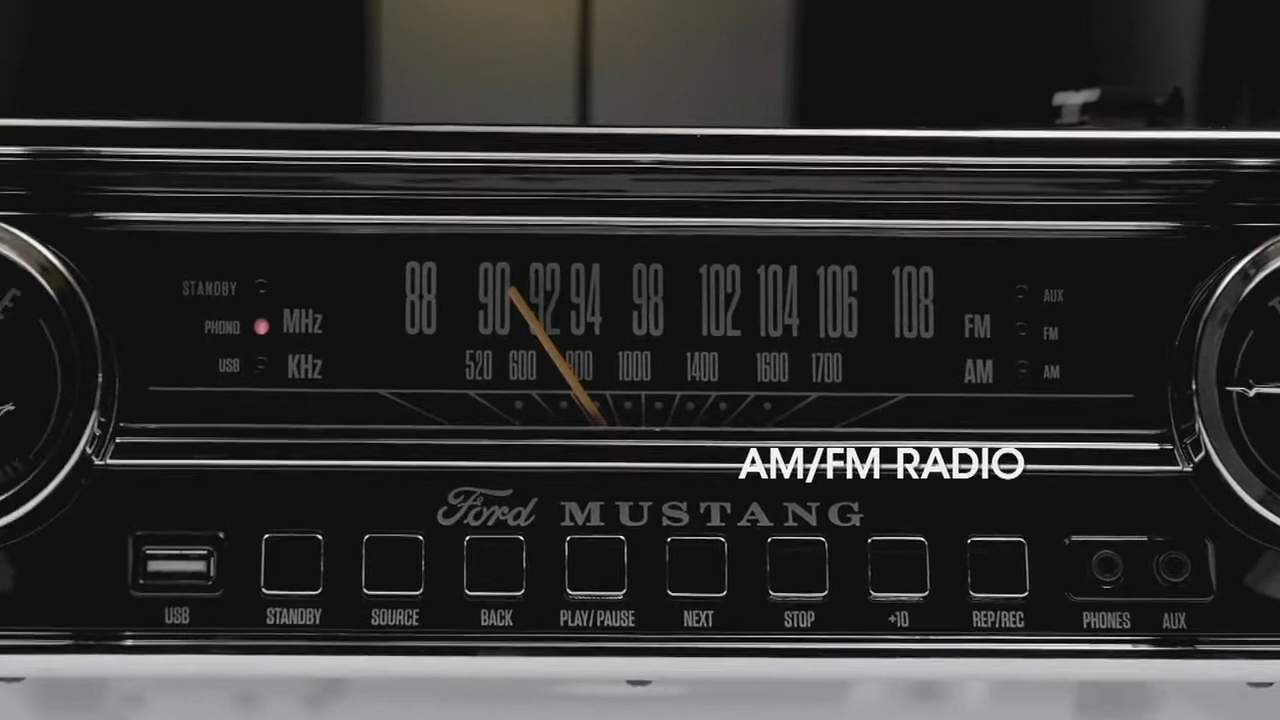 STANDBY
PHONO
USB
MHz
KHz
88 90 92 94 98 102 104 106 108
520 600 800 1000 1400 1600 1700
FM
AM
AUX
FM
AM
AM/FM RADIO
Ford MUSTANG
USB STANDBY SOURCE BACK PLAY/PAUSE NEXT STOP +10 REP/REC PHONES AUX